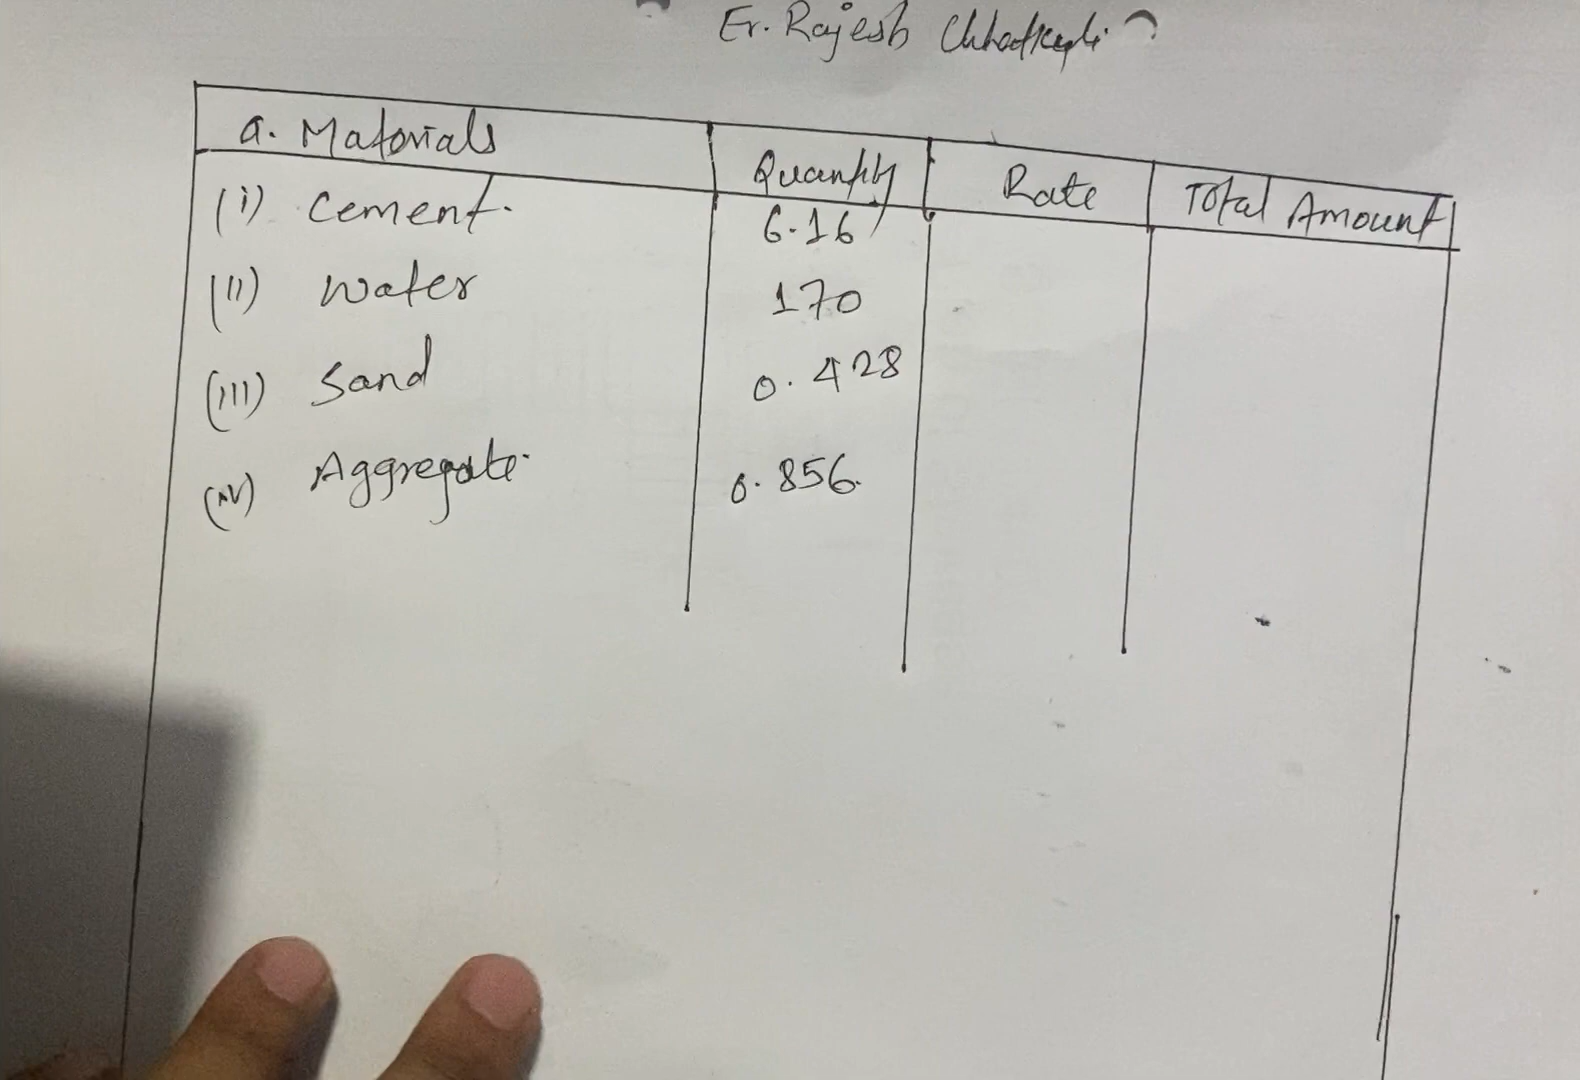 Er. Rajesh Chhatkuli
a. Materials Quantity Rate Total Amount
(i) Cement. 6.16
(ii) Water 170
(iii) Sand 0.428
(iv) Aggregate. 0.856.